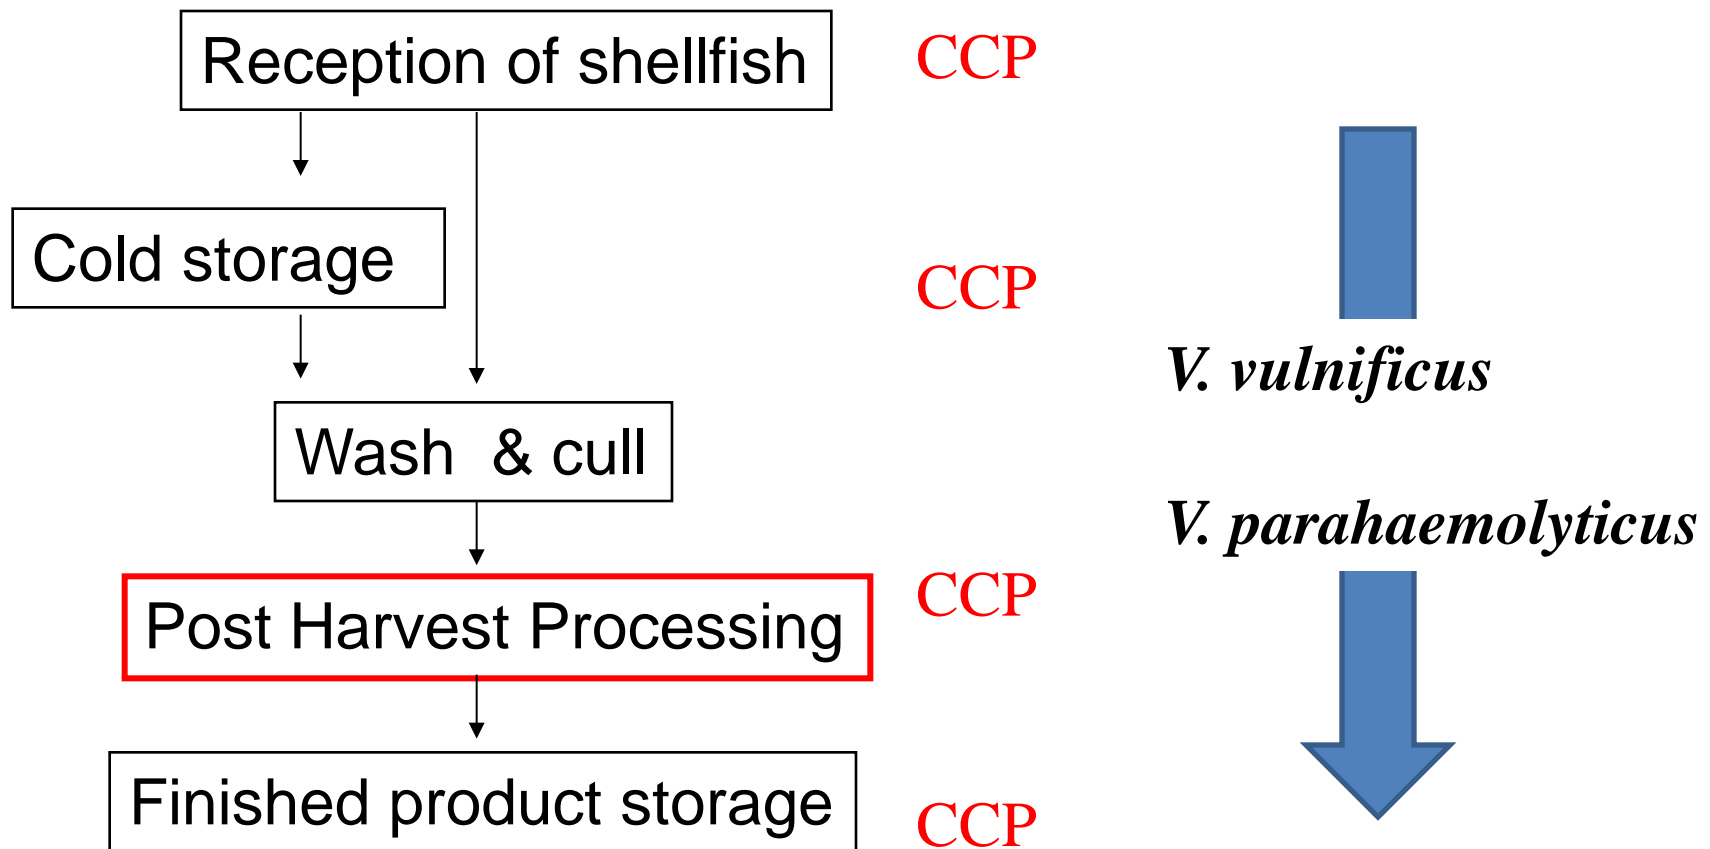 Reception of shellfish
CCP
Cold storage
CCP
V. vulnificus
Wash & cull
V. parahaemolyticus
Post Harvest Processing
CCP
Finished product storage
CCP